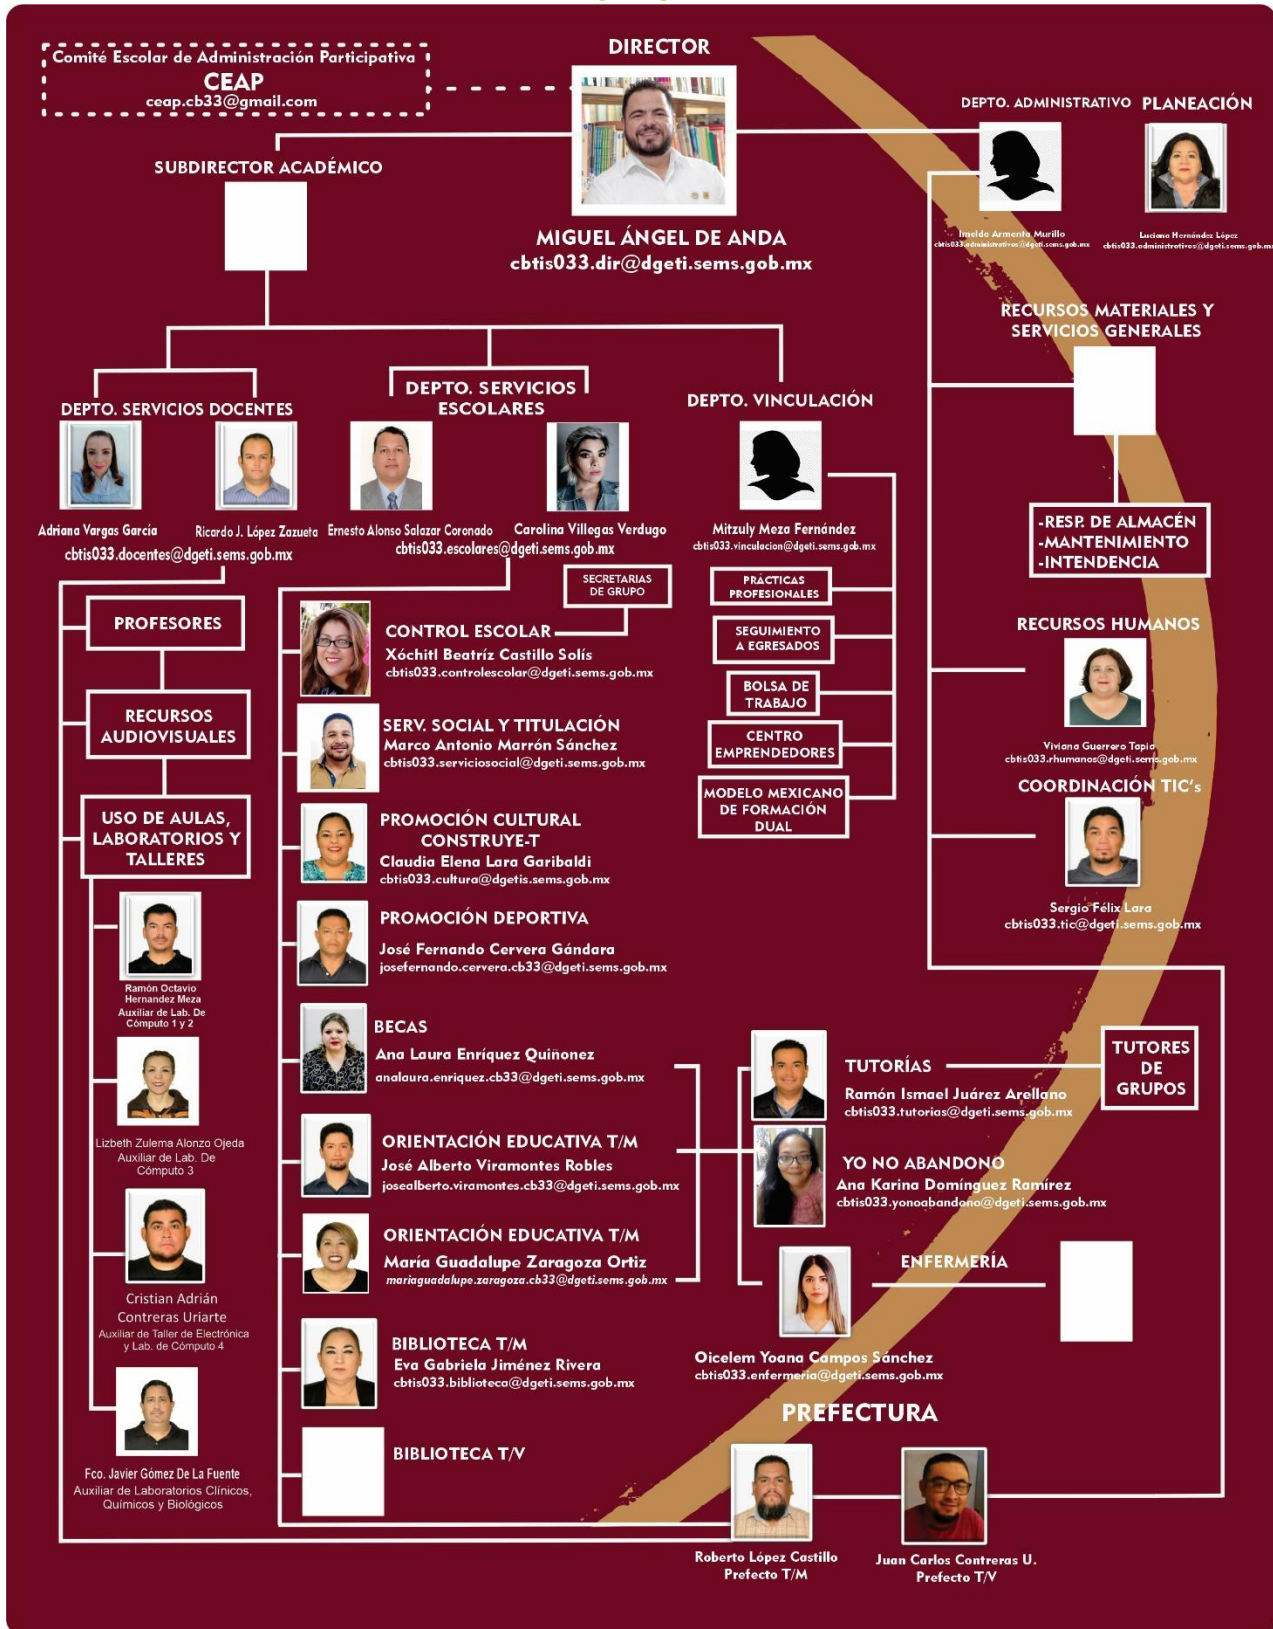 Comité Escolar de Administración Participativa
CEAP
ceap.cb33@gmail.com
DIRECTOR
MIGUEL ÁNGEL DE ANDA
cbtis033.dir@dgeti.sems.gob.mx
DEPTO. ADMINISTRATIVO
Imelda Armenta Murillo
cbtis033.administrativos@dgeti.sems.gob.mx
PLANEACIÓN
Luciana Hernández López
cbtis033.administrativos@dgeti.sems.gob.mx
SUBDIRECTOR ACADÉMICO
RECURSOS MATERIALES Y
SERVICIOS GENERALES
-RESP. DE ALMACÉN
-MANTENIMIENTO
-INTENDENCIA
DEPTO. SERVICIOS DOCENTES
Adriana Vargas García
Ricardo J. López Zazueta
cbtis033.docentes@dgeti.sems.gob.mx
DEPTO. SERVICIOS
ESCOLARES
Ernesto Alonso Salazar Coronado
Carolina Villegas Verdugo
cbtis033.escolares@dgeti.sems.gob.mx
DEPTO. VINCULACIÓN
Mitzuly Meza Fernández
cbtis033.vinculacion@dgeti.sems.gob.mx
PRÁCTICAS
PROFESIONALES
SEGUIMIENTO
A EGRESADOS
BOLSA DE
TRABAJO
CENTRO
EMPRENDEDORES
MODELO MEXICANO
DE FORMACIÓN
DUAL
RECURSOS HUMANOS
Viviana Guerrero Tapia
cbtis033.rhumanos@dgeti.sems.gob.mx
COORDINACIÓN TIC's
Sergio Félix Lara
cbtis033.tic@dgeti.sems.gob.mx
PROFESORES
RECURSOS
AUDIOVISUALES
USO DE AULAS,
LABORATORIOS Y
TALLERES
Ramón Octavio
Hernandez Meza
Auxiliar de Lab. De
Cómputo 1 y 2
Lizbeth Zulema Alonzo Ojeda
Auxiliar de Lab. De
Cómputo 3
Cristian Adrián
Contreras Uriarte
Auxiliar de Taller de Electrónica
y Lab. de Cómputo 4
Fco. Javier Gómez De La Fuente
Auxiliar de Laboratorios Clínicos,
Químicos y Biológicos
SECRETARIAS
DE GRUPO
CONTROL ESCOLAR
Xóchitl Beatríz Castillo Solís
cbtis033.controlescolar@dgeti.sems.gob.mx
SERV. SOCIAL Y TITULACIÓN
Marco Antonio Marrón Sánchez
cbtis033.serviciosocial@dgeti.sems.gob.mx
PROMOCIÓN CULTURAL
CONSTRUYE-T
Claudia Elena Lara Garibaldi
cbtis033.cultura@dgetis.sems.gob.mx
PROMOCIÓN DEPORTIVA
José Fernando Cervera Gándara
josefernando.cervera.cb33@dgeti.sems.gob.mx
BECAS
Ana Laura Enríquez Quiñonez
analaura.enriquez.cb33@dgeti.sems.gob.mx
ORIENTACIÓN EDUCATIVA T/M
José Alberto Viramontes Robles
josealberto.viramontes.cb33@dgeti.sems.gob.mx
ORIENTACIÓN EDUCATIVA T/M
María Guadalupe Zaragoza Ortiz
mariaguadalupe.zaragoza.cb33@dgeti.sems.gob.mx
BIBLIOTECA T/M
Eva Gabriela Jiménez Rivera
cbtis033.biblioteca@dgeti.sems.gob.mx
BIBLIOTECA T/V
TUTORÍAS
Ramón Ismael Juárez Arellano
cbtis033.tutorias@dgeti.sems.gob.mx
TUTORES
DE
GRUPOS
YO NO ABANDONO
Ana Karina Domínguez Ramírez
cbtis033.yonoabandono@dgeti.sems.gob.mx
ENFERMERÍA
Oicelem Yoana Campos Sánchez
cbtis033.enfermeria@dgeti.sems.gob.mx
PREFECTURA
Roberto López Castillo
Prefecto T/M
Juan Carlos Contreras U.
Prefecto T/V